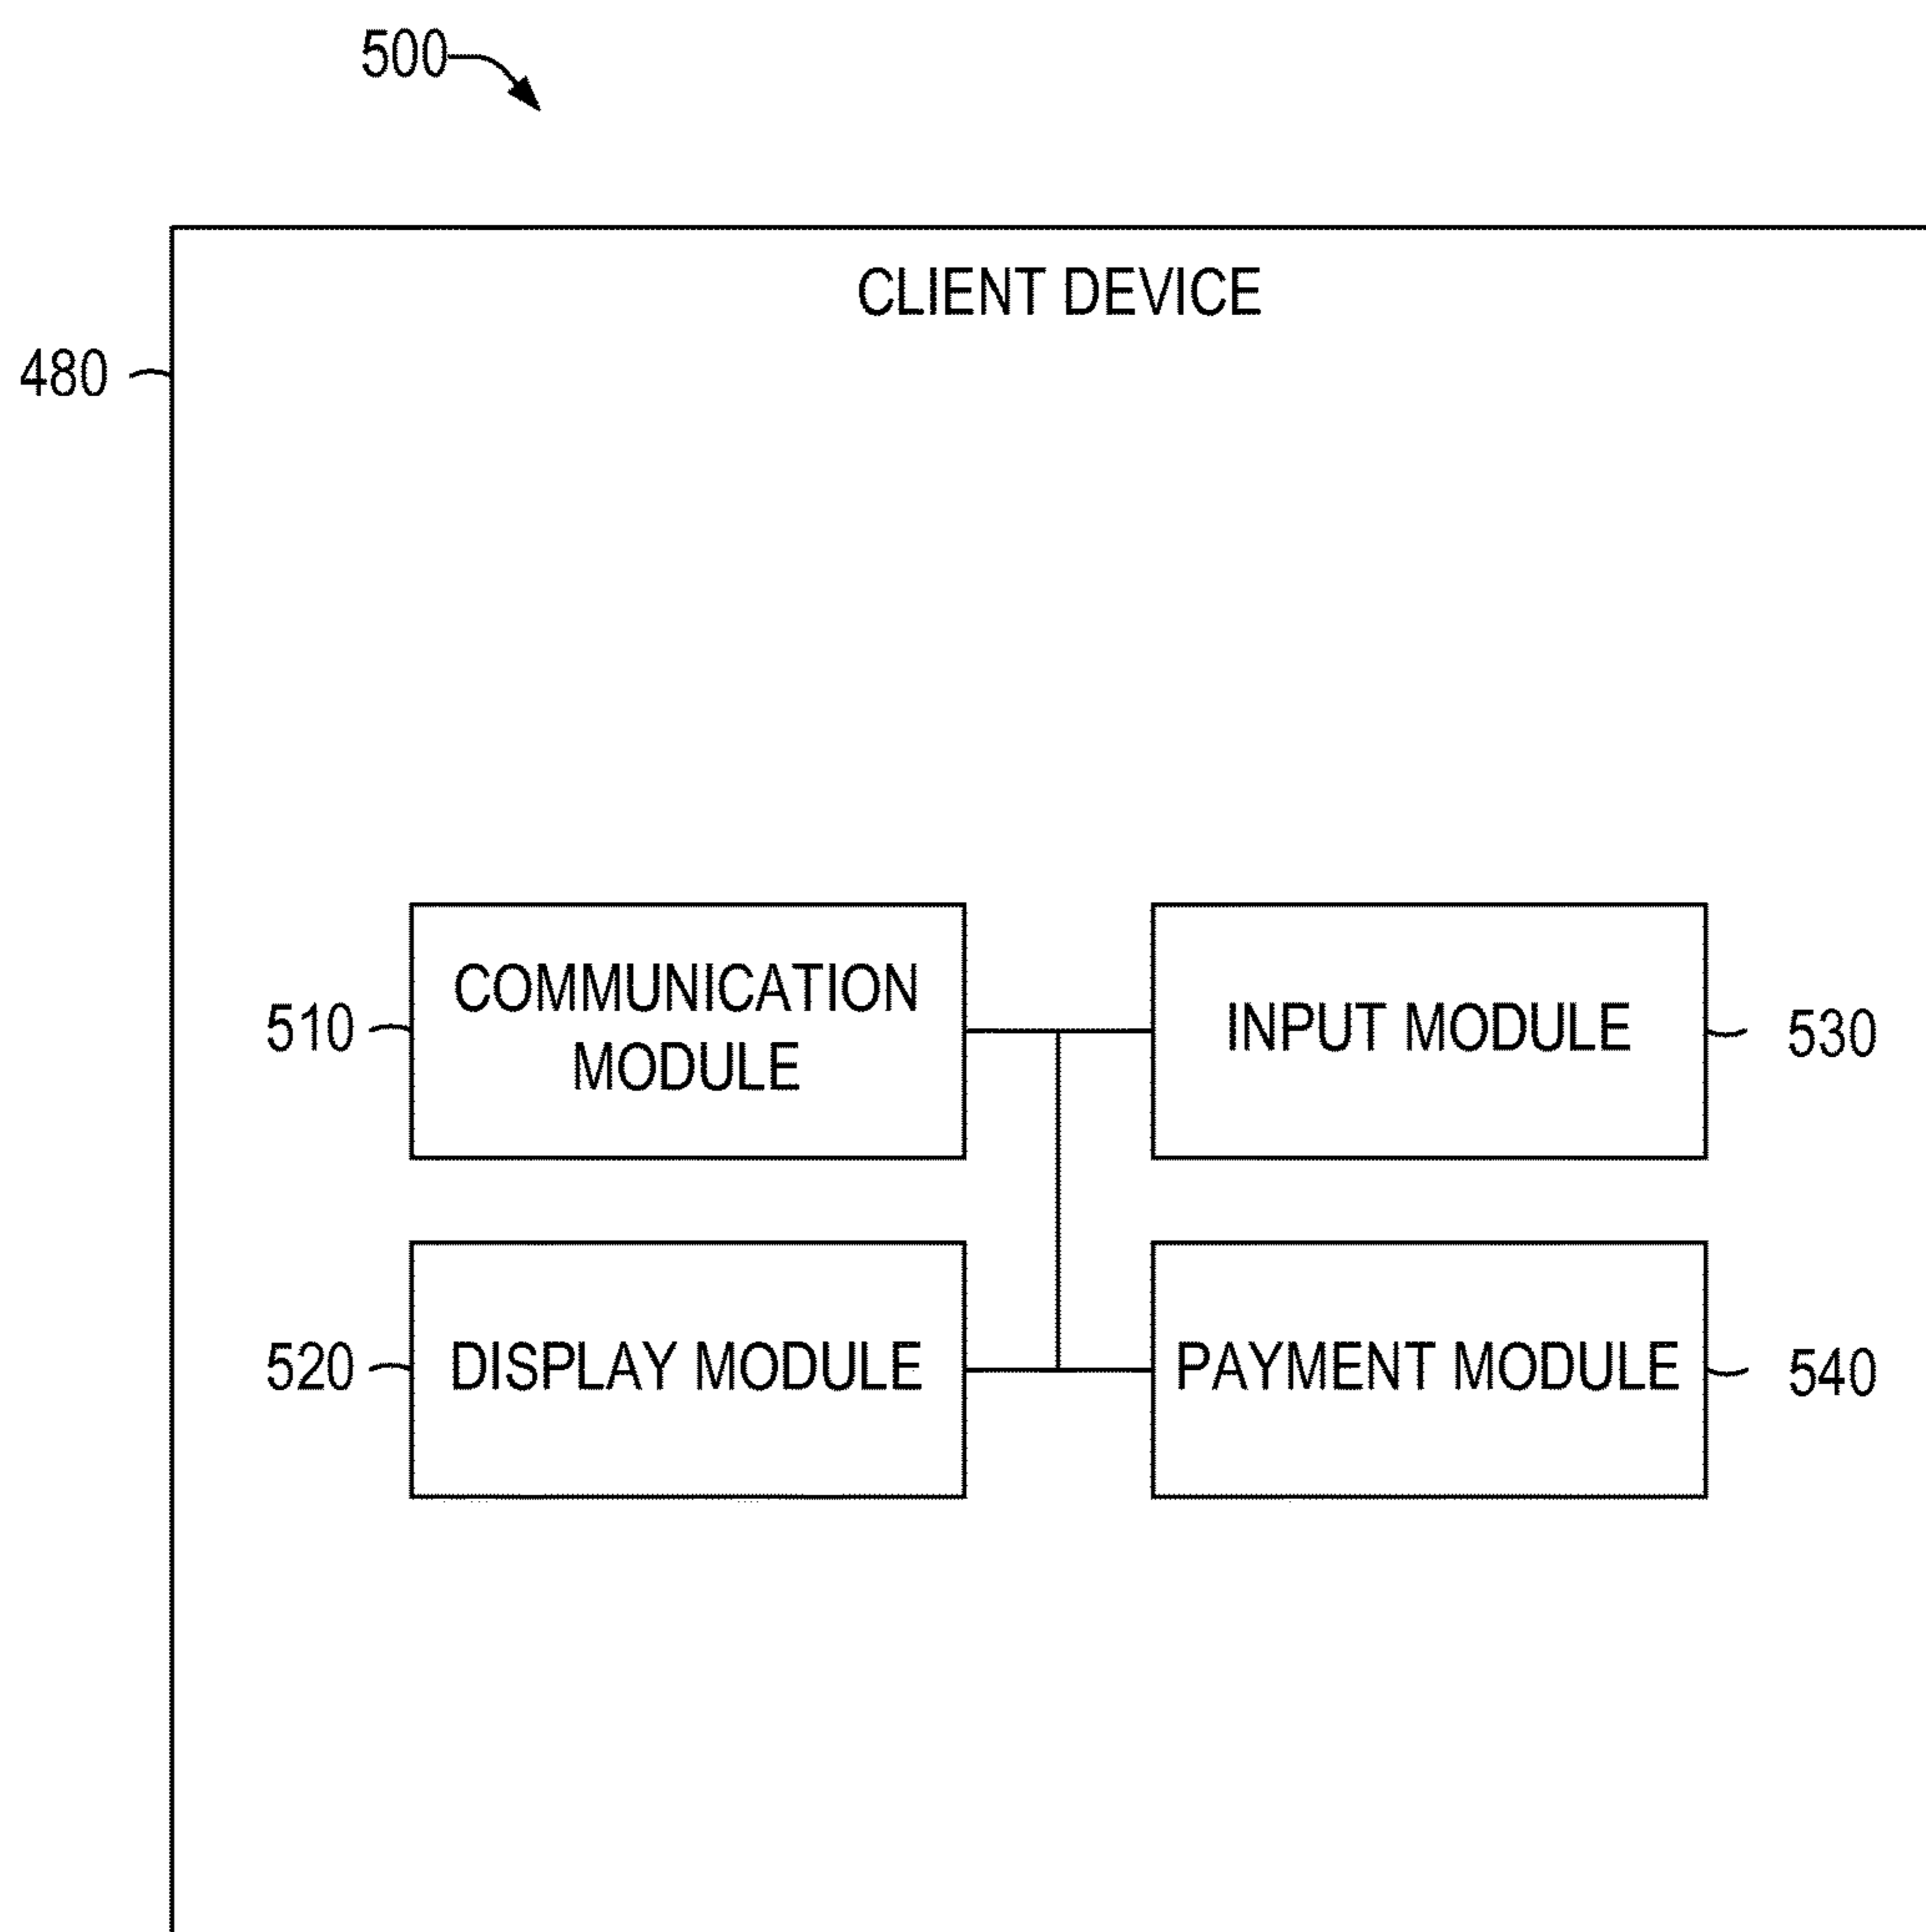 500
CLIENT DEVICE
480
COMMUNICATION
MODULE
510
INPUT MODULE
530
520
DISPLAY MODULE
PAYMENT MODULE
540